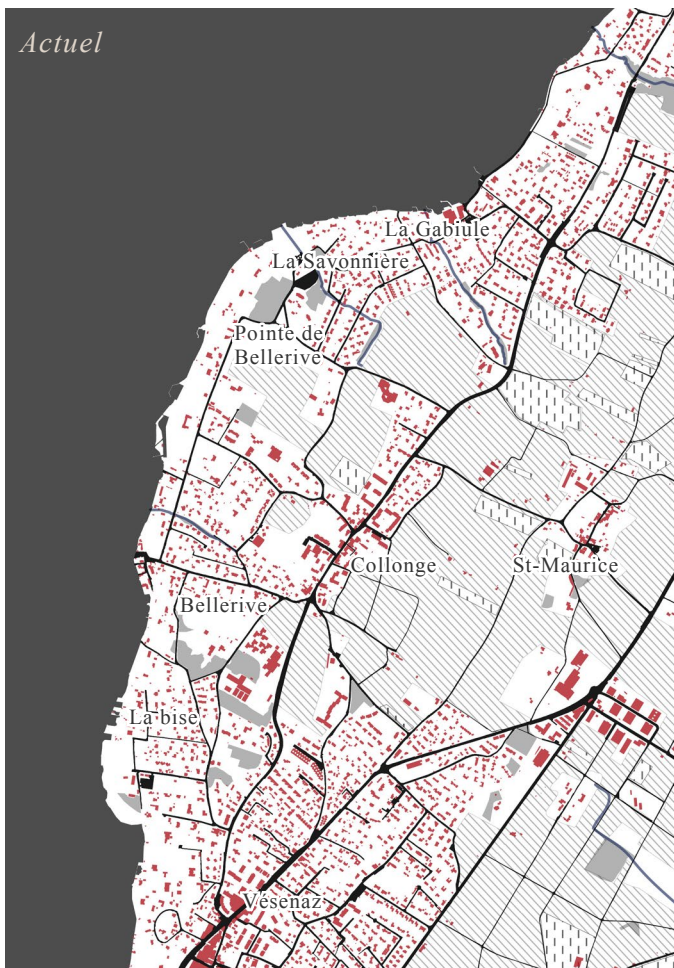 Actuel
La Gabiule
La Savonnière
Pointe de
Bellerive
Collonge
St-Maurice
Bellerive
La bise
Vésenaz